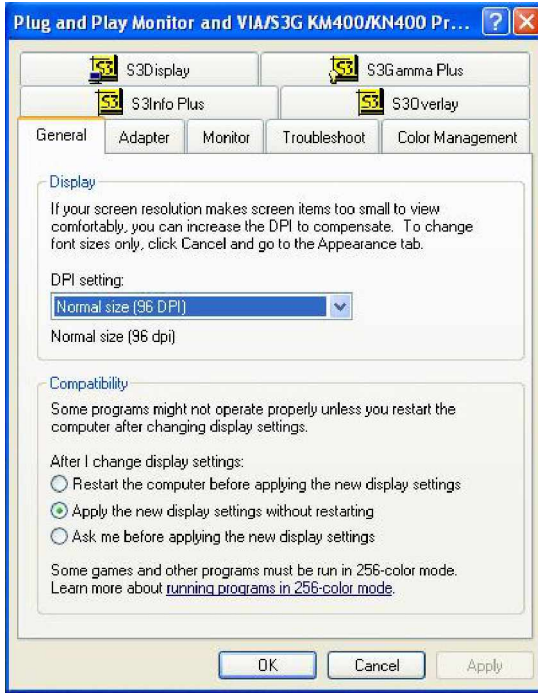 Plug and Play Monitor and VIA/S3G KM400/KN400 Pr...
S3 S3Display
S3 S3Gamma Plus
S3 S3Info Plus
S3 S3Overlay
General
Adapter
Monitor
Troubleshoot
Color Management
Display
If your screen resolution makes screen items too small to view
comfortably, you can increase the DPI to compensate. To change
font sizes only, click Cancel and go to the Appearance tab.
DPI setting:
Normal size (96 DPI)
Normal size (96 dpi)
Compatibility
Some programs might not operate properly unless you restart the
computer after changing display settings.
After I change display settings:
Restart the computer before applying the new display settings
Apply the new display settings without restarting
Ask me before applying the new display settings
Some games and other programs must be run in 256-color mode.
Learn more about running programs in 256-color mode.
OK
Cancel
Apply